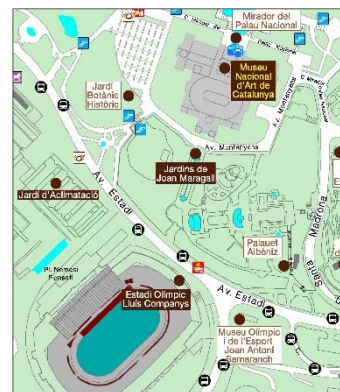 Mirador del
Palau Nacional
Museu
Nacional
d'Art de
Catalunya
Jardí
Botànic
Històric
Av. Montanyans
Av. Montanyans
Jardins de
Joan Maragall
Jardí d'Aclimatació
Av. Estadi
Palauet
Albéniz
Santa
Madrona
Pl. Nemesi
Ponsati
Estadi Olímpic
Lluís Companys
Av. Estadi
Museu Olímpic
i de l'Esport
Joan Antoni
Samaranch